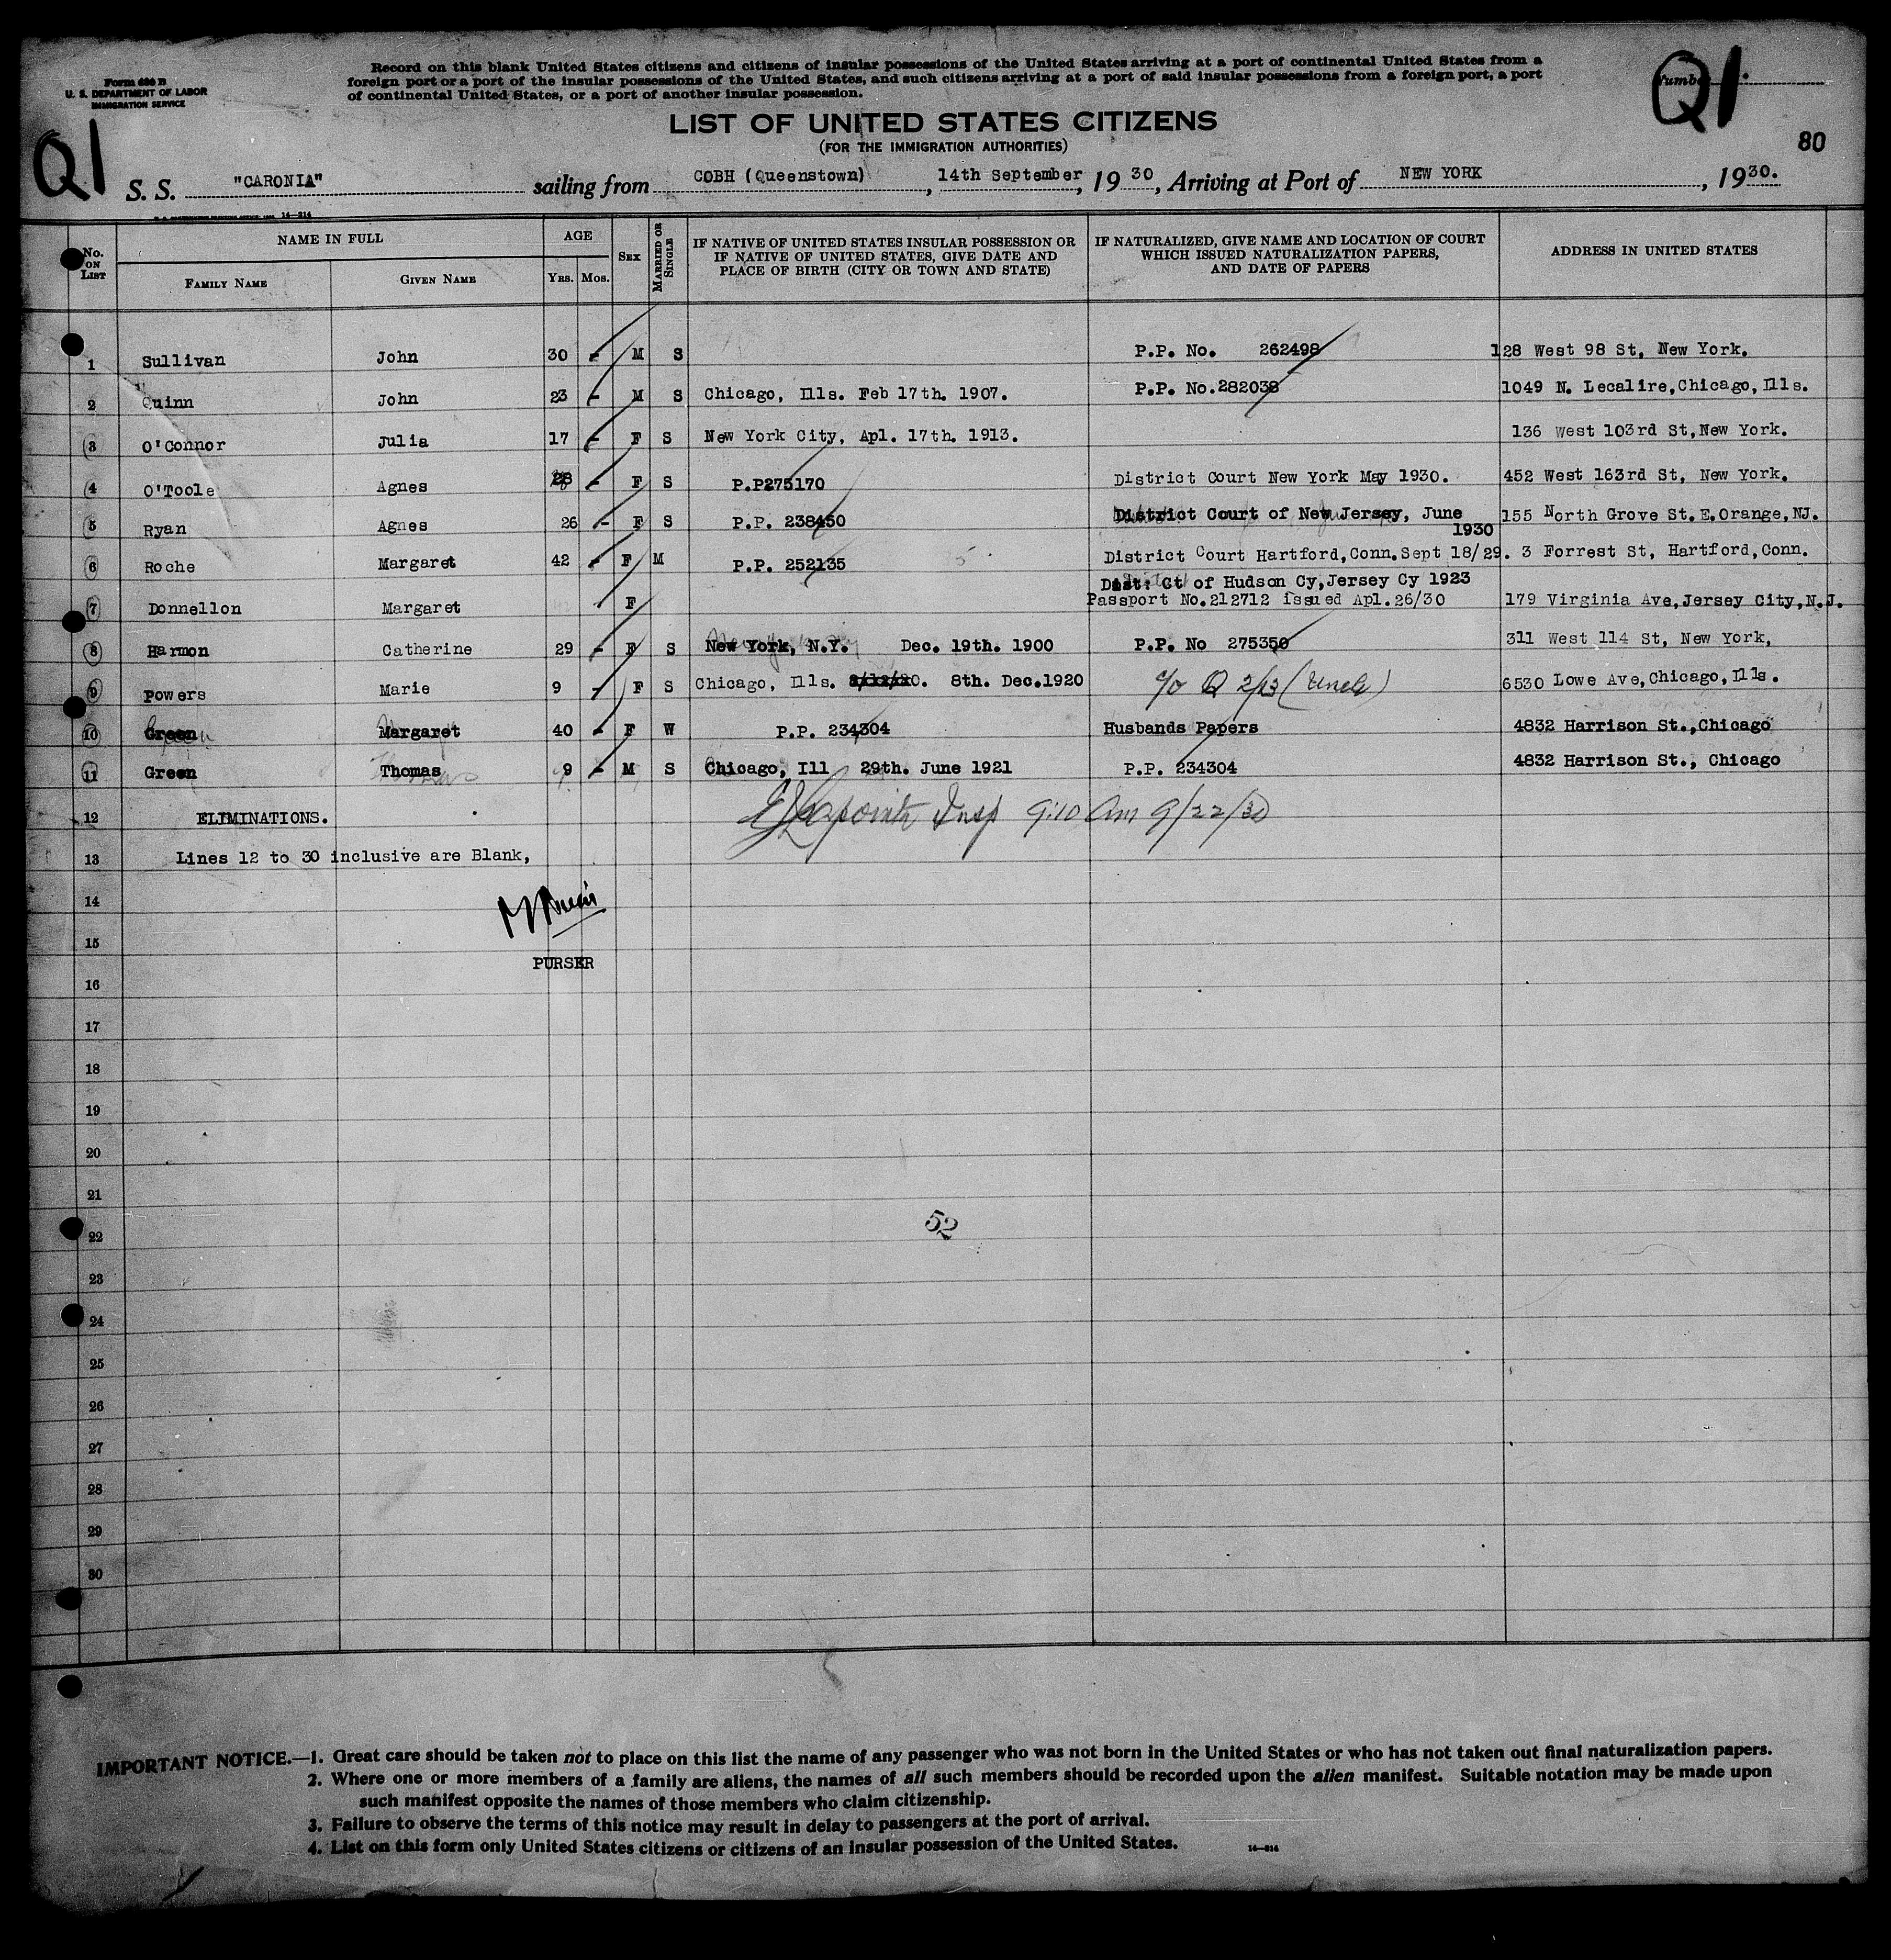 Form 630 B
U. S. DEPARTMENT OF LABOR
IMMIGRATION SERVICE
Record on this blank United States citizens and citizens of insular possessions of the United States arriving at a port of continental United States from a
foreign port or a port of the insular possessions of the United States, and such citizens arriving at a port of said insular possessions from a foreign port, a port
of continental United States, or a port of another insular possession.
Q1
Q1
80
LIST OF UNITED STATES CITIZENS
(FOR THE IMMIGRATION AUTHORITIES)
S. S. "CARONIA" sailing from COBH (Queenstown), 14th September, 19 30, Arriving at Port of NEW YORK, 1930.
No. ON LIST NAME IN FULL AGE SEX MARRIED OR SINGLE IF NATIVE OF UNITED STATES INSULAR POSSESSION OR IF NATIVE OF UNITED STATES, GIVE DATE AND PLACE OF BIRTH (CITY OR TOWN AND STATE) IF NATURALIZED, GIVE NAME AND LOCATION OF COURT WHICH ISSUED NATURALIZATION PAPERS, AND DATE OF PAPERS ADDRESS IN UNITED STATES
FAMILY NAME GIVEN NAME YRS. MOS.
1 Sullivan John 30 - M S P.P. No. 262498 128 West 98 St, New York.
2 Quinn John 23 - M S Chicago, Ills. Feb 17th. 1907. P.P. No.282038 1049 N. Lecalire,Chicago,Ills.
3 O'Connor Julia 17 - F S New York City, Apl. 17th. 1913. 136 West 103rd St,New York.
4 O'Toole Agnes 28 - F S P.P275170 District Court New York May 1930. 452 West 163rd St, New York.
5 Ryan Agnes 26 - F S P.P. 238450 District Court of New Jersey, June 1930 155 North Grove St. E.Orange,NJ.
6 Roche Margaret 42 - F M P.P. 252135 District Court Hartford,Conn.Sept 18/29. 3 Forrest St, Hartford,Conn.
7 Donnellon Margaret F Dist: Ct of Hudson Cy,Jersey Cy 1923
Passport No.212712 issued Apl.26/30 179 Virginia Ave,Jersey City,N.J.
8 Harmon Catherine 29 - F S New York, N.Y. Dec. 19th. 1900 P.P. No 275350 311 West 114 St, New York,
9 Powers Marie 9 - F S Chicago, Ills. 8/12/20. 8th. Dec.1920 c/o Q 2/13 (Uncle) 6530 Lowe Ave,Chicago,Ills.
10 Green Margaret 40 - F W P.P. 234304 Husbands Papers 4832 Harrison St.,Chicago
11 Green Thomas 9 - M S Chicago, Ill 29th. June 1921 P.P. 234304 4832 Harrison St., Chicago
12 ELIMINATIONS. Insp 9:10 Am 9/22/30
13 Lines 12 to 30 inclusive are Blank,
14
15
PURSER
16
17
18
19
20
21
22
52
23
24
25
26
27
28
29
30
IMPORTANT NOTICE.—1. Great care should be taken not to place on this list the name of any passenger who was not born in the United States or who has not taken out final naturalization papers.
2. Where one or more members of a family are aliens, the names of all such members should be recorded upon the alien manifest. Suitable notation may be made upon
such manifest opposite the names of those members who claim citizenship.
3. Failure to observe the terms of this notice may result in delay to passengers at the port of arrival.
4. List on this form only United States citizens or citizens of an insular possession of the United States.
14—214